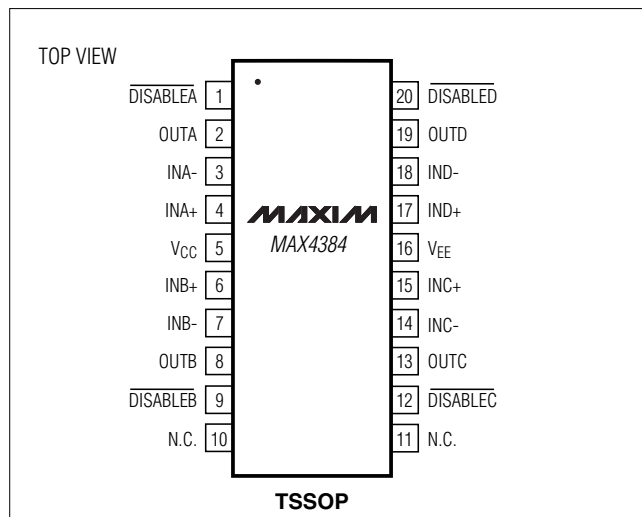 TOP VIEW
DISABLEA 1
OUTA 2
INA- 3
INA+ 4
VCC 5
INB+ 6
INB- 7
OUTB 8
DISABLEB 9
N.C. 10
MAXIM
MAX4384
20 DISABLED
19 OUTD
18 IND-
17 IND+
16 VEE
15 INC+
14 INC-
13 OUTC
12 DISABLEC
11 N.C.
TSSOP